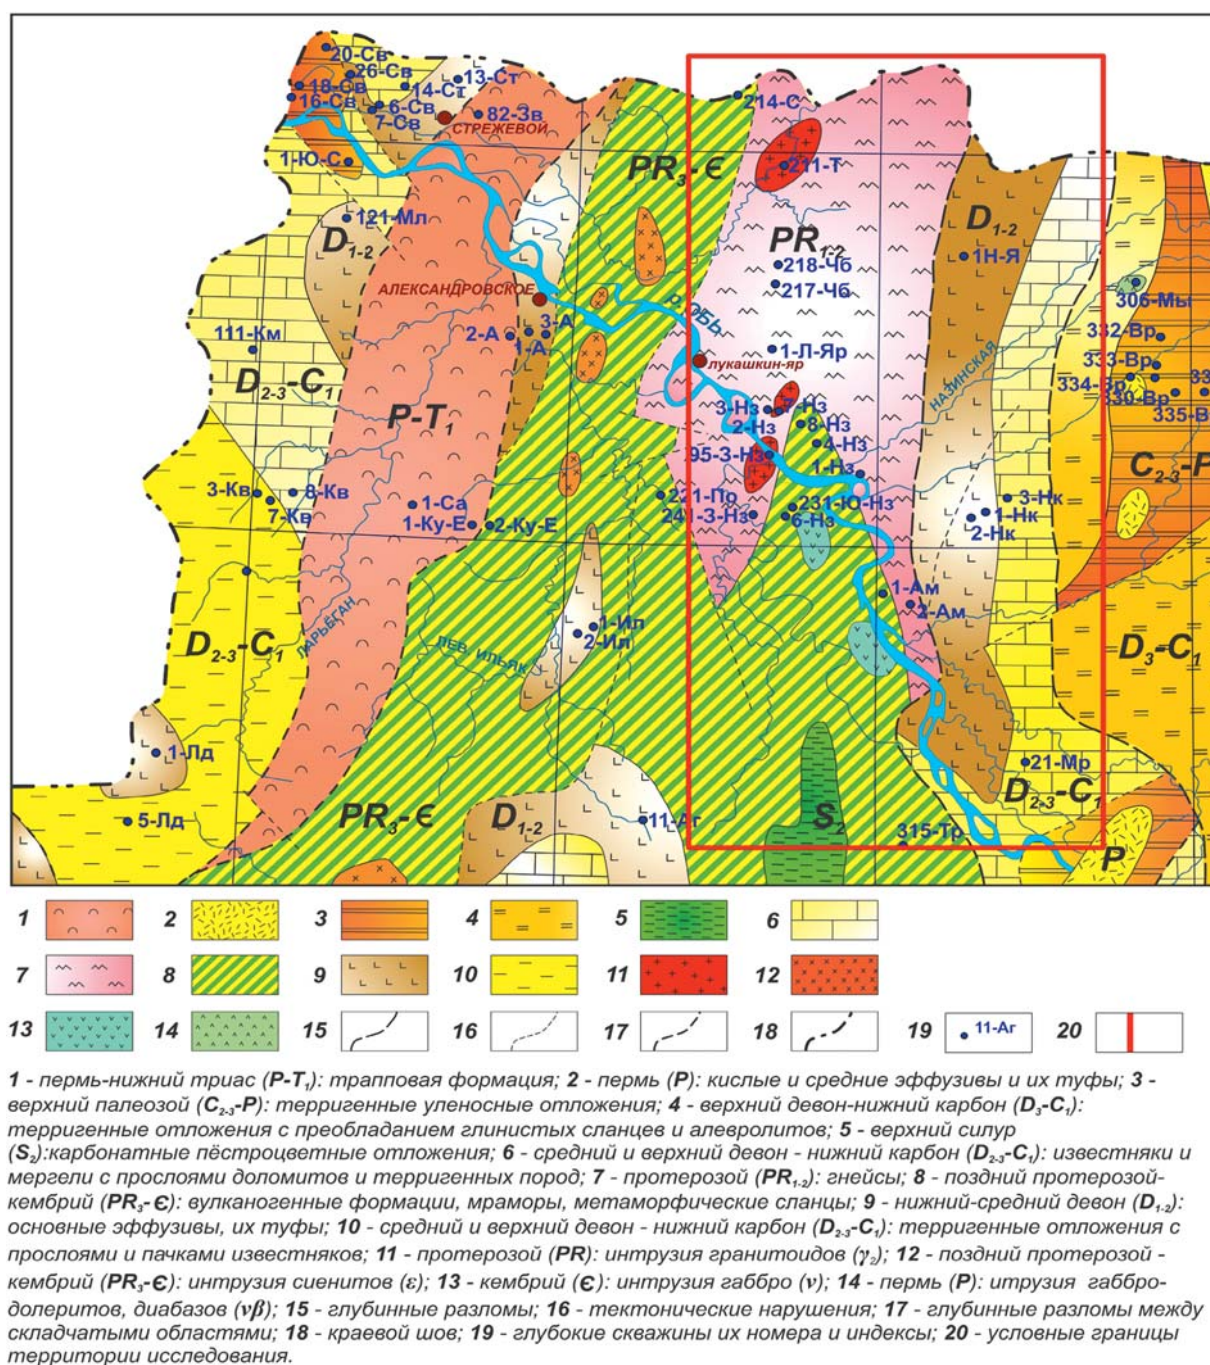 20-Св
26-Св
13-Ст
18-Св
14-Ст
16-Св
6-Св
7-Св
82-Зв
СТРЕЖЕВОЙ
214-С
1-Ю-С
PR₃-Є
211-Т
121-Мл
D₁₋₂
PR₁₋₂
D₁₋₂
218-Чб
1Н-Я
217-Чб
306-Мы
АЛЕКСАНДРОВСКОЕ
р. ОБЬ
3-А
2-А
1-А
332-Вр
111-Км
1-Л-Яр
лукашкин-яр
333-Вр
НАЗИНСКАЯ
334-Вр
330-Вр
335-В
33
D₂₋₃-C₁
P-T₁
3-Нз
7-Нз
2-Нз
8-Нз
4-Нз
95-З-Нз
1-Нз
C₂₋₃-P
3-Кв
8-Кв
7-Кв
1-Са
1-Ку-Е
2-Ку-Е
221-По
231-Ю-Нз
241-З-Нз
6-Нз
3-Нк
1-Нк
2-Нк
1-Ам
2-Ам
ЛАРЬЁГАН
1-Ил
2-Ил
ЛЕВ. ИЛЬЯК
D₂₋₃-C₁
D₃-C₁
1-Лд
21-Мр
D₂₋₃-C₁
5-Лд
PR₃-Є
D₁₋₂
11-Аг
S₂
315-Тр
P
1 2 3 4 5 6
7 8 9 10 11 12
13 14 15 16 17 18 19 11-Аг 20
1 - пермь-нижний триас (P-T₁): трапповая формация; 2 - пермь (P): кислые и средние эффузивы и их туфы; 3 -
верхний палеозой (C₂₋₃-P): терригенные уленосные отложения; 4 - верхний девон-нижний карбон (D₃-C₁):
терригенные отложения с преобладанием глинистых сланцев и алевролитов; 5 - верхний силур
(S₂):карбонатные пёстроцветные отложения; 6 - средний и верхний девон - нижний карбон (D₂₋₃-C₁): известняки и
мергели с прослоями доломитов и терригенных пород; 7 - протерозой (PR₁₋₂): гнейсы; 8 - поздний протерозой-
кембрий (PR₃-Є): вулканогенные формации, мраморы, метаморфические сланцы; 9 - нижний-средний девон (D₁₋₂):
основные эффузивы, их туфы; 10 - средний и верхний девон - нижний карбон (D₂₋₃-C₁): терригенные отложения с
прослоями и пачками известняков; 11 - протерозой (PR): интрузия гранитоидов (γ₂); 12 - поздний протерозой -
кембрий (PR₃-Є): интрузия сиенитов (ε); 13 - кембрий (Є): интрузия габбро (ν); 14 - пермь (P): итрузия габбро-
долеритов, диабазов (νβ); 15 - глубинные разломы; 16 - тектонические нарушения; 17 - глубинные разломы между
складчатыми областями; 18 - краевой шов; 19 - глубокие скважины их номера и индексы; 20 - условные границы
территории исследования.